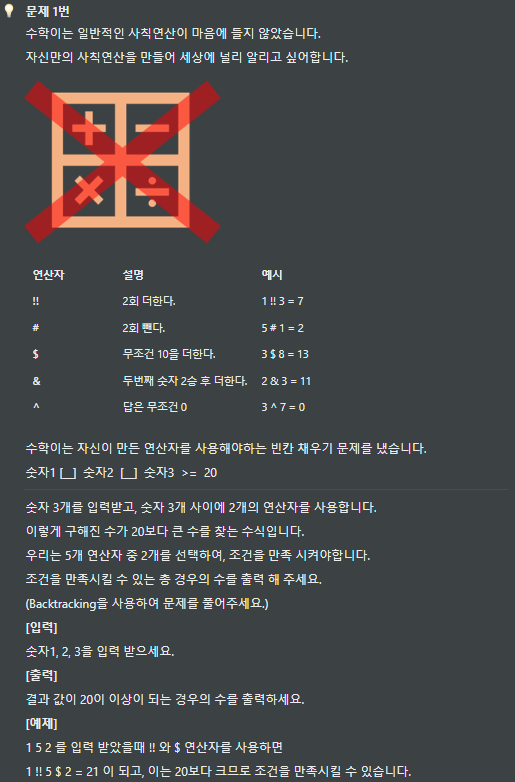 문제 1번
수학이는 일반적인 사칙연산이 마음에 들지 않았습니다.
자신만의 사칙연산을 만들어 세상에 널리 알리고 싶어합니다.
연산자 설명 예시
!! 2회 더한다. 1 !! 3 = 7
# 2회 뺀다. 5 # 1 = 2
$ 무조건 10을 더한다. 3 $ 8 = 13
& 두번째 숫자 2승 후 더한다. 2 & 3 = 11
^ 답은 무조건 0 3 ^ 7 = 0
수학이는 자신이 만든 연산자를 사용해야하는 빈칸 채우기 문제를 냈습니다.
숫자1 [__] 숫자2 [__] 숫자3 >= 20
숫자 3개를 입력받고, 숫자 3개 사이에 2개의 연산자를 사용합니다.
이렇게 구해진 수가 20보다 큰 수를 찾는 수식입니다.
우리는 5개 연산자 중 2개를 선택하여, 조건을 만족 시켜야합니다.
조건을 만족시킬 수 있는 총 경우의 수를 출력 해 주세요.
(Backtracking을 사용하여 문제를 풀어주세요.)
[입력]
숫자1, 2, 3을 입력 받으세요.
[출력]
결과 값이 20이 이상이 되는 경우의 수를 출력하세요.
[예제]
1 5 2 를 입력 받았을때 !! 와 $ 연산자를 사용하면
1 !! 5 $ 2 = 21 이 되고, 이는 20보다 크므로 조건을 만족시킬 수 있습니다.